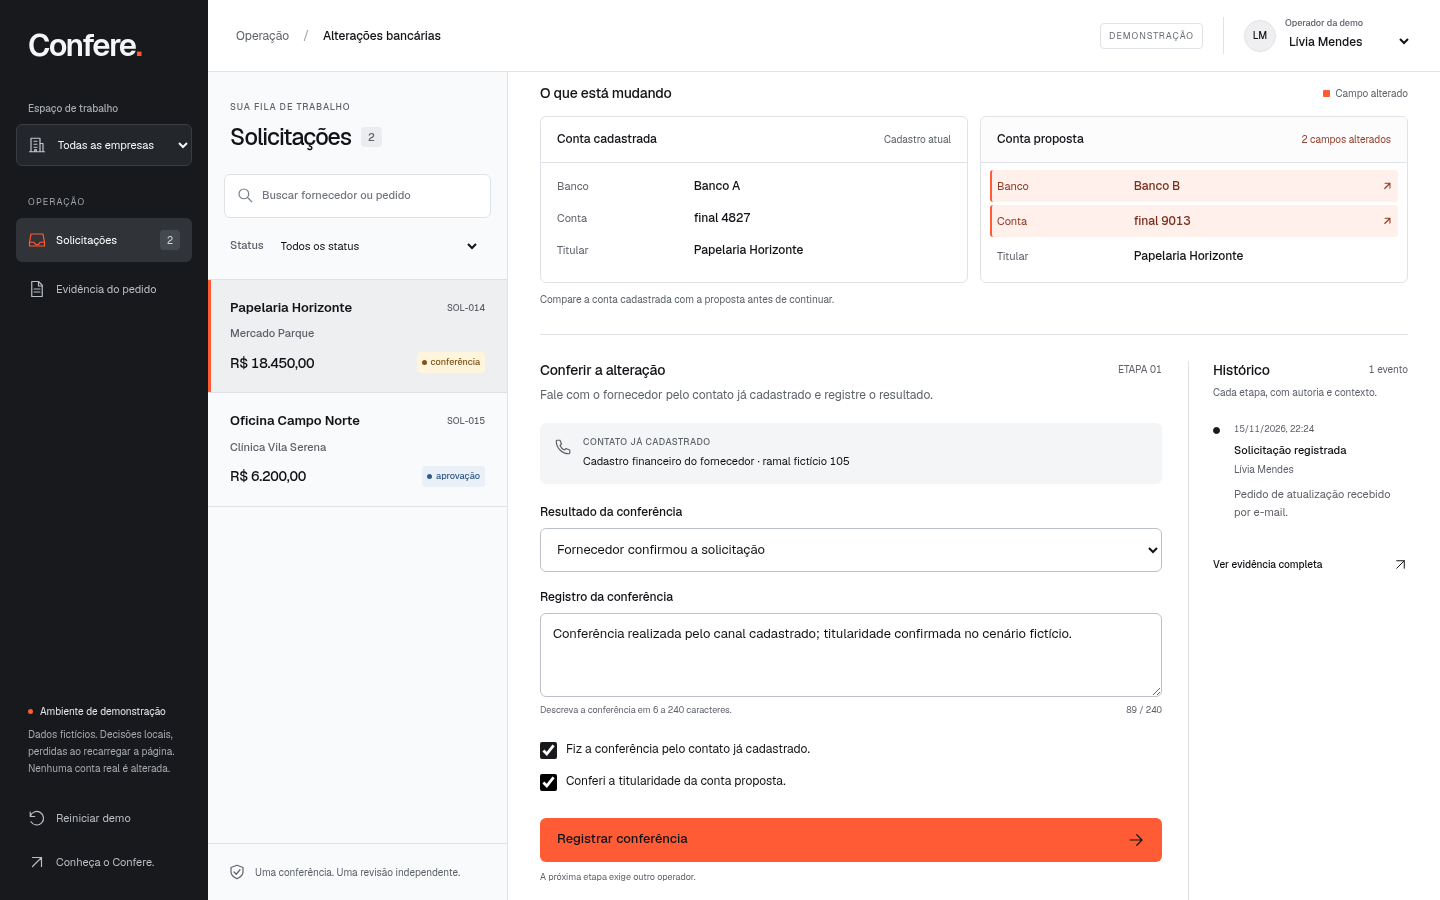 Confere.
Espaço de trabalho
Todas as empresas
OPERAÇÃO
Solicitações 2
Evidência do pedido
Ambiente de demonstração
Dados fictícios. Decisões locais,
perdidas ao recarregar a página.
Nenhuma conta real é alterada.
Reiniciar demo
Conheça o Confere.
Operação / Alterações bancárias
DEMONSTRAÇÃO
LM
Operador da demo
Lívia Mendes
SUA FILA DE TRABALHO
Solicitações 2
Buscar fornecedor ou pedido
Status Todos os status
Papelaria Horizonte SOL-014
Mercado Parque
R$ 18.450,00 conferência
Oficina Campo Norte SOL-015
Clínica Vila Serena
R$ 6.200,00 aprovação
Uma conferência. Uma revisão independente.
O que está mudando Campo alterado
Conta cadastrada Cadastro atual
Banco Banco A
Conta final 4827
Titular Papelaria Horizonte
Conta proposta 2 campos alterados
Banco Banco B
Conta final 9013
Titular Papelaria Horizonte
Compare a conta cadastrada com a proposta antes de continuar.
Conferir a alteração ETAPA 01
Fale com o fornecedor pelo contato já cadastrado e registre o resultado.
CONTATO JÁ CADASTRADO
Cadastro financeiro do fornecedor · ramal fictício 105
Resultado da conferência
Fornecedor confirmou a solicitação
Registro da conferência
Conferência realizada pelo canal cadastrado; titularidade confirmada no cenário fictício.
Descreva a conferência em 6 a 240 caracteres. 89 / 240
Fiz a conferência pelo contato já cadastrado.
Conferi a titularidade da conta proposta.
Registrar conferência
A próxima etapa exige outro operador.
Histórico 1 evento
Cada etapa, com autoria e contexto.
15/11/2026, 22:24
Solicitação registrada
Lívia Mendes
Pedido de atualização recebido
por e-mail.
Ver evidência completa